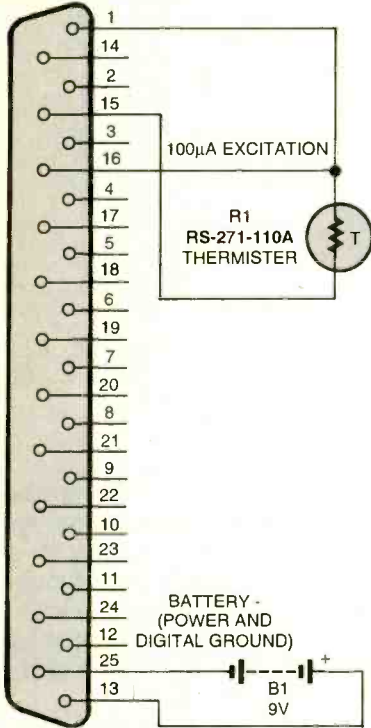 1
14
2
15
3
16
100μA EXCITATION
4
17
R1
RS-271-110A
THERMISTER
T
5
18
6
19
7
20
8
21
9
22
10
23
11
24
BATTERY -
(POWER AND
DIGITAL GROUND)
12
25
+
B1
9V
13